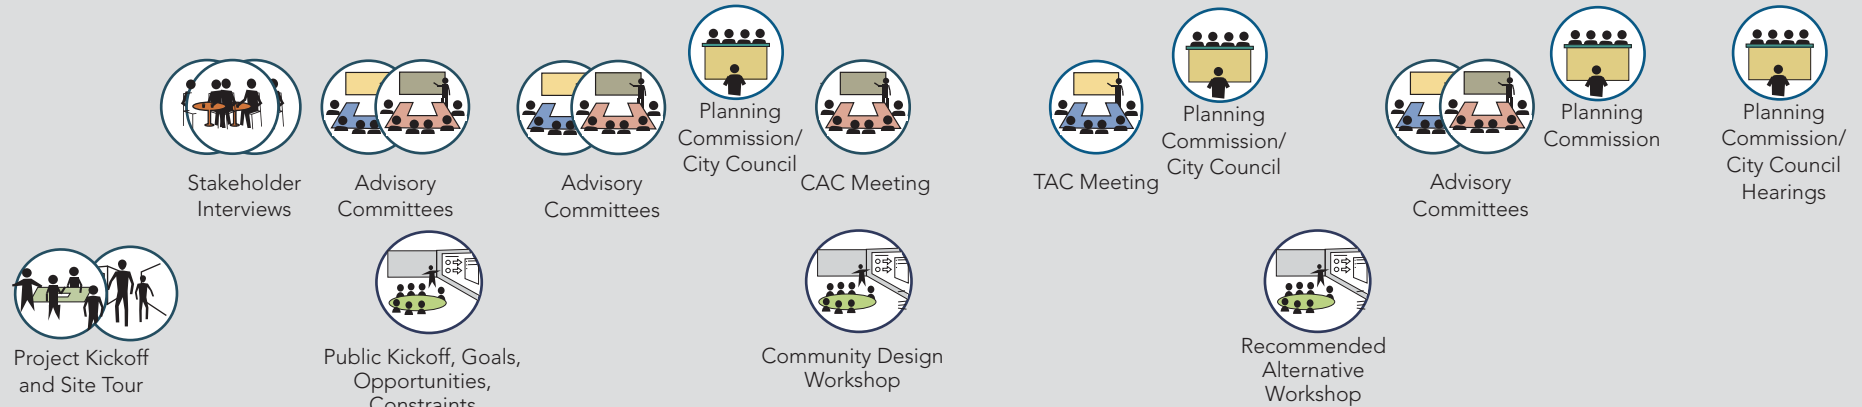 Stakeholder
Interviews
Advisory
Committees
Advisory
Committees
Planning
Commission/
City Council
CAC Meeting
TAC Meeting
Planning
Commission/
City Council
Advisory
Committees
Planning
Commission
Planning
Commission/
City Council
Hearings
Project Kickoff
and Site Tour
Public Kickoff, Goals,
Opportunities,
Constraints
Community Design
Workshop
Recommended
Alternative
Workshop